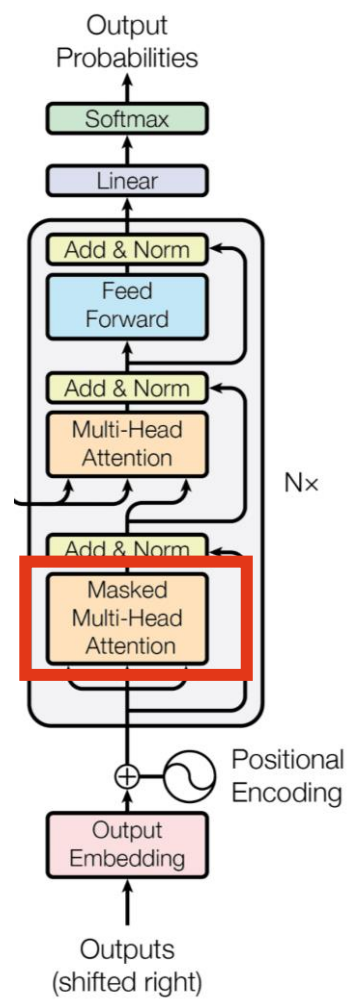 Output
Probabilities
Softmax
Linear
Add & Norm
Feed
Forward
Add & Norm
Multi-Head
Attention
N×
Add & Norm
Masked
Multi-Head
Attention
Positional
Encoding
Output
Embedding
Outputs
(shifted right)